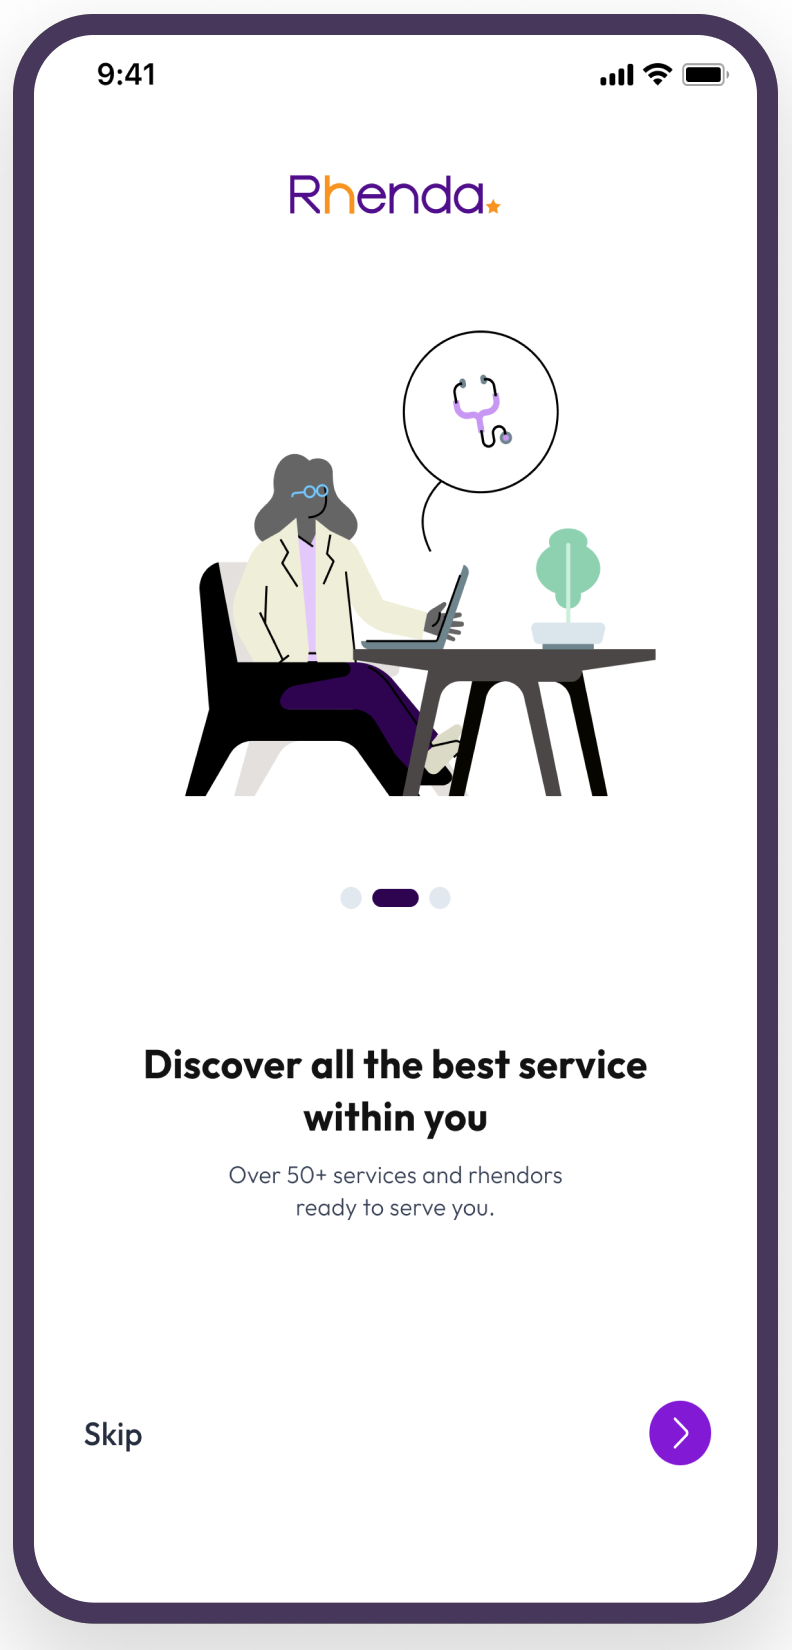 9:41
Rhenda
Discover all the best service
within you
Over 50+ services and rhendors
ready to serve you.
Skip